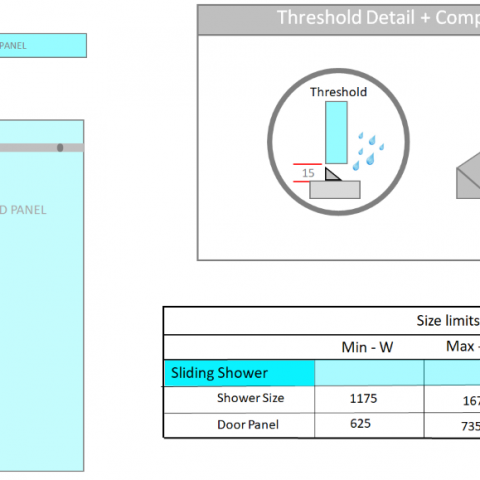 Threshold Detail + Comp
PANEL
Threshold
15
D PANEL
Size limits
Min - W Max -
Sliding Shower
Shower Size 1175 167
Door Panel 625 735